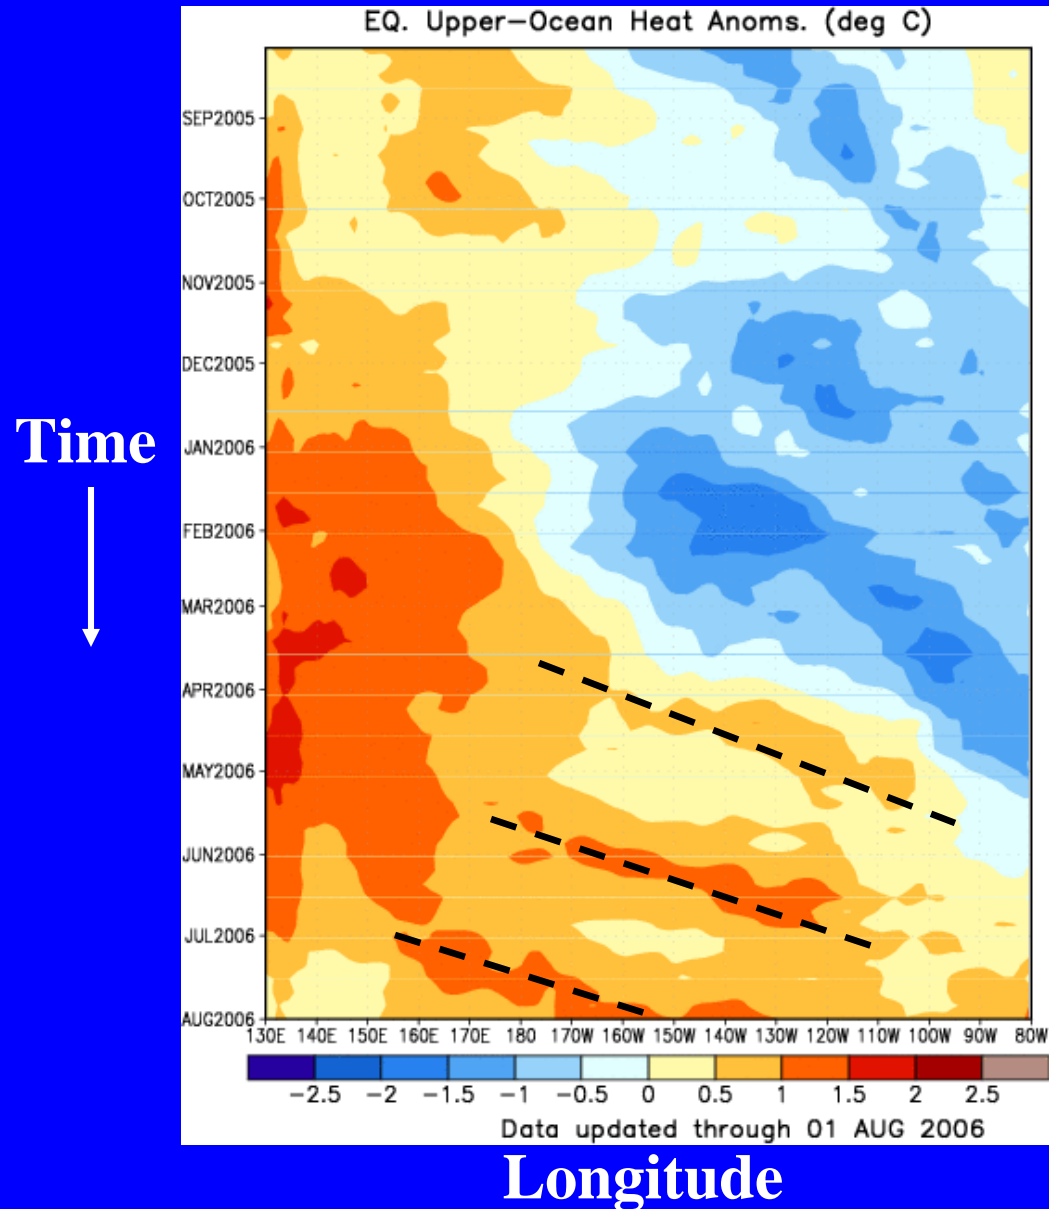 EQ. Upper-Ocean Heat Anoms. (deg C)
SEP2005
OCT2005
NOV2005
DEC2005
Time
JAN2006
FEB2006
MAR2006
APR2006
MAY2006
JUN2006
JUL2006
AUG2006
130E 140E 150E 160E 170E 180 170W 160W 150W 140W 130W 120W 110W 100W 90W 80W
-2.5 -2 -1.5 -1 -0.5 0 0.5 1 1.5 2 2.5
Data updated through 01 AUG 2006
Longitude